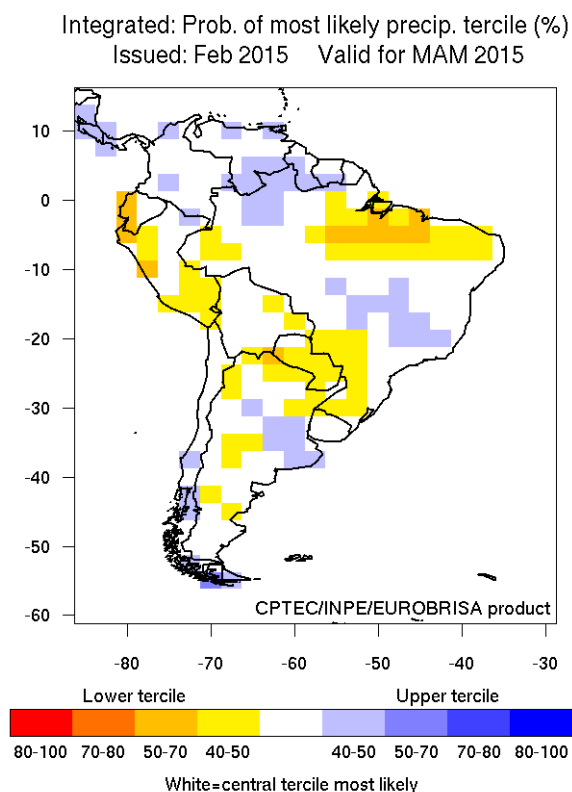 Integrated: Prob. of most likely precip. tercile (%)
Issued: Feb 2015 Valid for MAM 2015
10
0
-10
-20
-30
-40
-50
-60
CPTEC/INPE/EUROBRISA product
-80 -70 -60 -50 -40 -30
Lower tercile Upper tercile
80-100 70-80 50-70 40-50 40-50 50-70 70-80 80-100
White=central tercile most likely